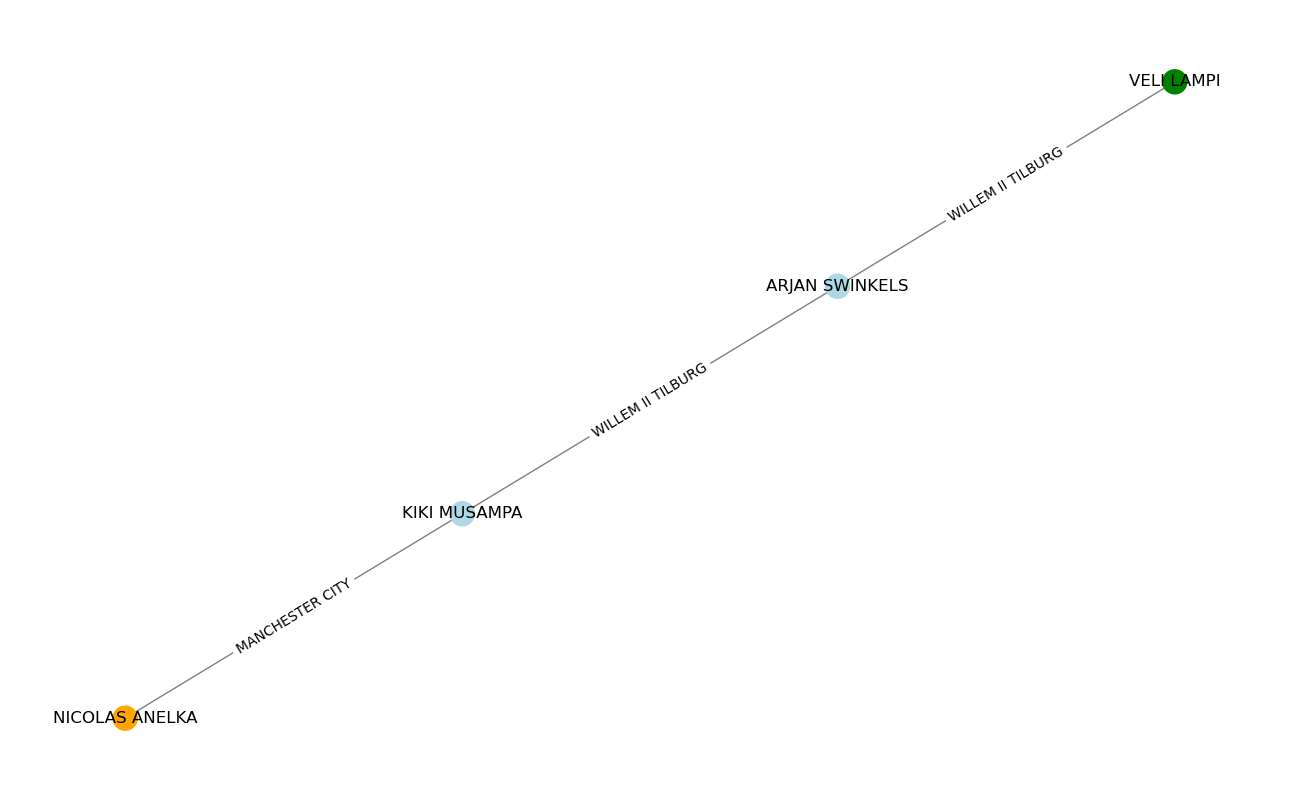 VELI LAMPI
WILLEM II TILBURG
ARJAN SWINKELS
WILLEM II TILBURG
KIKI MUSAMPA
MANCHESTER CITY
NICOLAS ANELKA